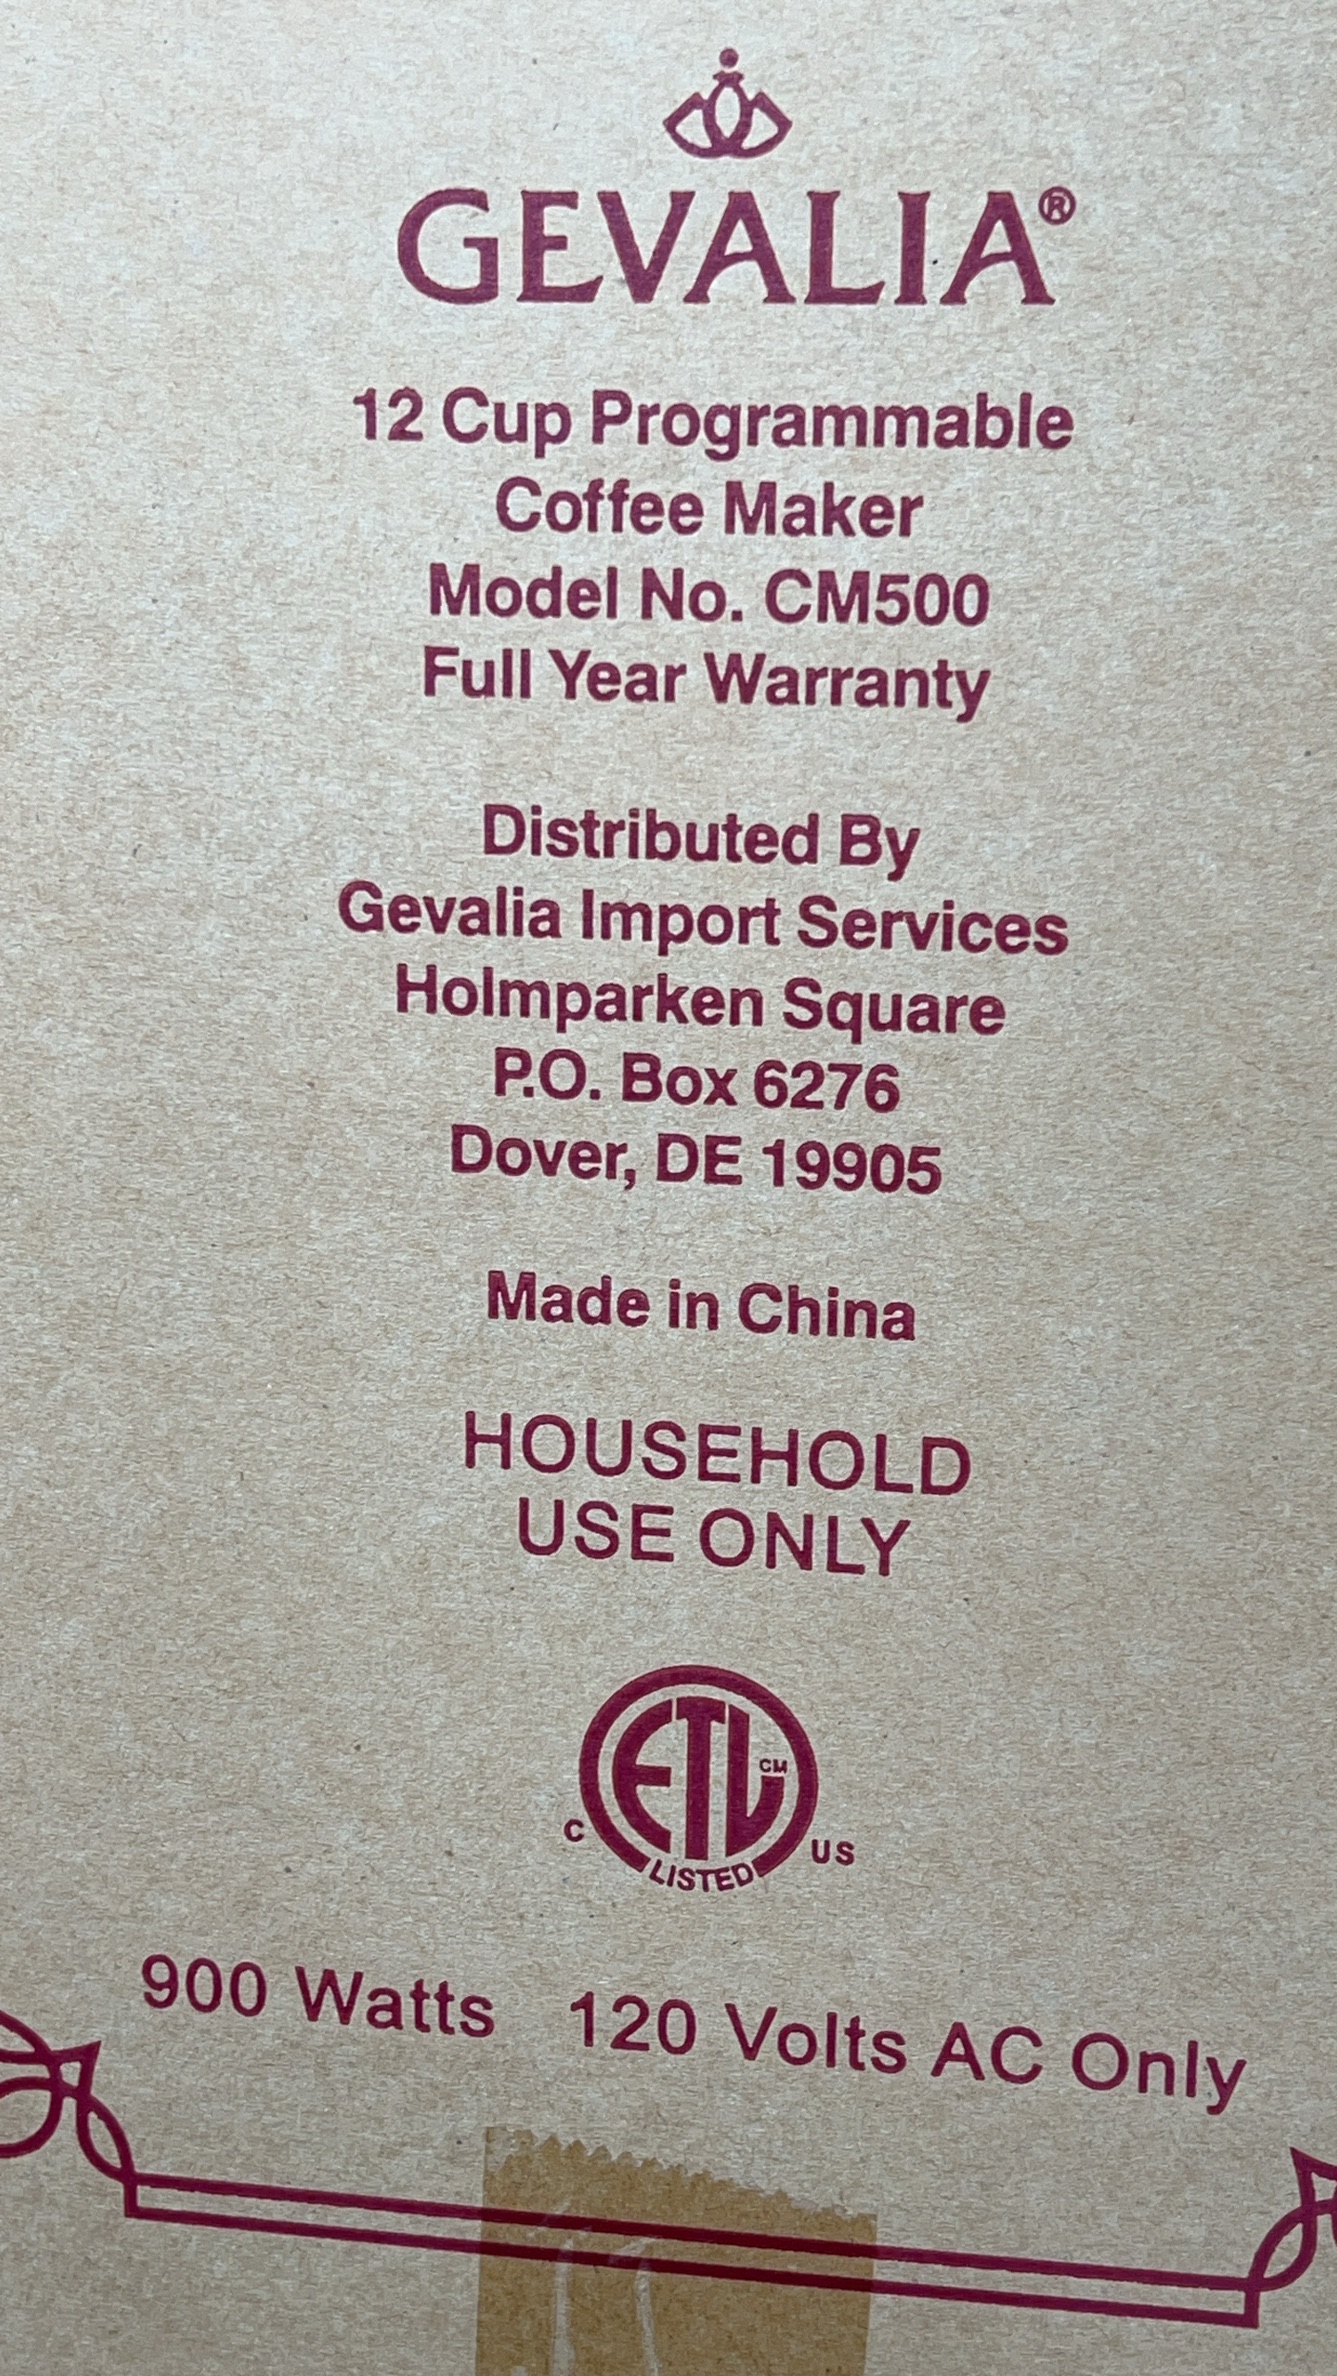 GEVALIA®
12 Cup Programmable
Coffee Maker
Model No. CM500
Full Year Warranty
Distributed By
Gevalia Import Services
Holmparken Square
P.O. Box 6276
Dover, DE 19905
Made in China
HOUSEHOLD
USE ONLY
ETL CM
C LISTED US
900 Watts 120 Volts AC Only